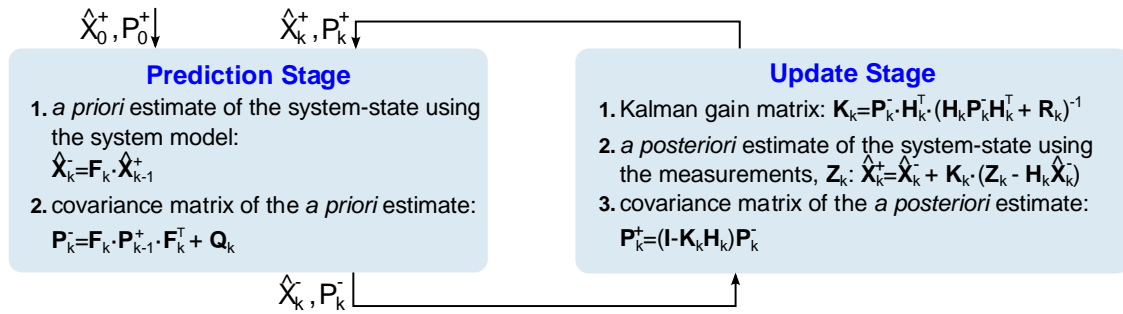 X̂₀⁺, P₀⁺
X̂ₖ⁺, Pₖ⁺
Prediction Stage
1. a priori estimate of the system-state using
the system model:
X̂ₖ⁻=Fₖ·X̂ₖ₋₁⁺
2. covariance matrix of the a priori estimate:
Pₖ⁻=Fₖ·Pₖ₋₁⁺·Fₖᵀ + Qₖ
Update Stage
1. Kalman gain matrix: Kₖ=Pₖ⁻·Hₖᵀ·(HₖPₖ⁻Hₖᵀ + Rₖ)⁻¹
2. a posteriori estimate of the system-state using
the measurements, Zₖ: X̂ₖ⁺=X̂ₖ⁻ + Kₖ·(Zₖ - HₖX̂ₖ⁻)
3. covariance matrix of the a posteriori estimate:
Pₖ⁺=(I-KₖHₖ)Pₖ⁻
X̂ₖ⁻, Pₖ⁻